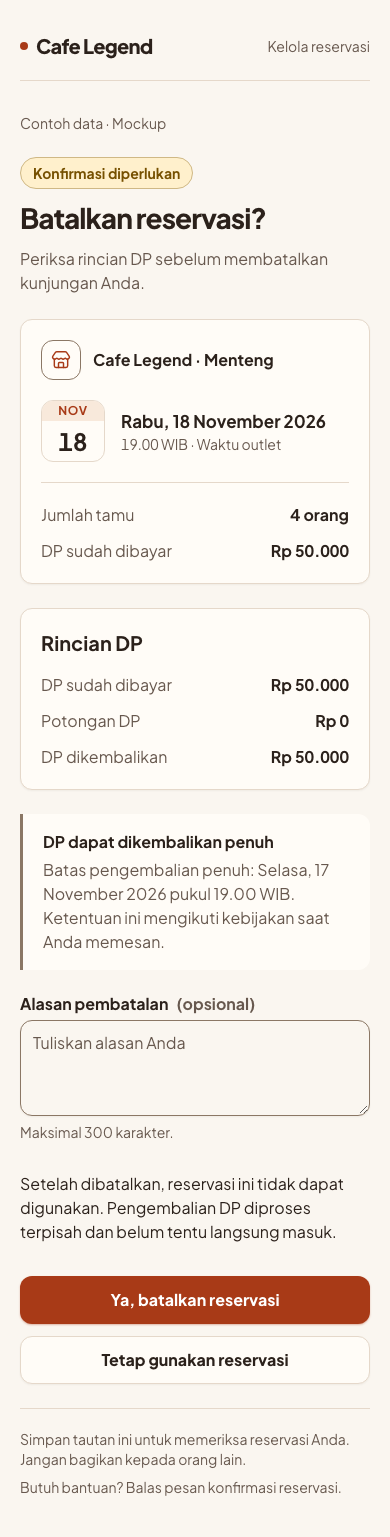 Cafe Legend
Kelola reservasi
Contoh data · Mockup
Konfirmasi diperlukan
Batalkan reservasi?
Periksa rincian DP sebelum membatalkan
kunjungan Anda.
Cafe Legend · Menteng
NOV
18
Rabu, 18 November 2026
19.00 WIB · Waktu outlet
Jumlah tamu 4 orang
DP sudah dibayar Rp 50.000
Rincian DP
DP sudah dibayar Rp 50.000
Potongan DP Rp 0
DP dikembalikan Rp 50.000
DP dapat dikembalikan penuh
Batas pengembalian penuh: Selasa, 17
November 2026 pukul 19.00 WIB.
Ketentuan ini mengikuti kebijakan saat
Anda memesan.
Alasan pembatalan (opsional)
Tuliskan alasan Anda
Maksimal 300 karakter.
Setelah dibatalkan, reservasi ini tidak dapat
digunakan. Pengembalian DP diproses
terpisah dan belum tentu langsung masuk.
Ya, batalkan reservasi
Tetap gunakan reservasi
Simpan tautan ini untuk memeriksa reservasi Anda.
Jangan bagikan kepada orang lain.
Butuh bantuan? Balas pesan konfirmasi reservasi.